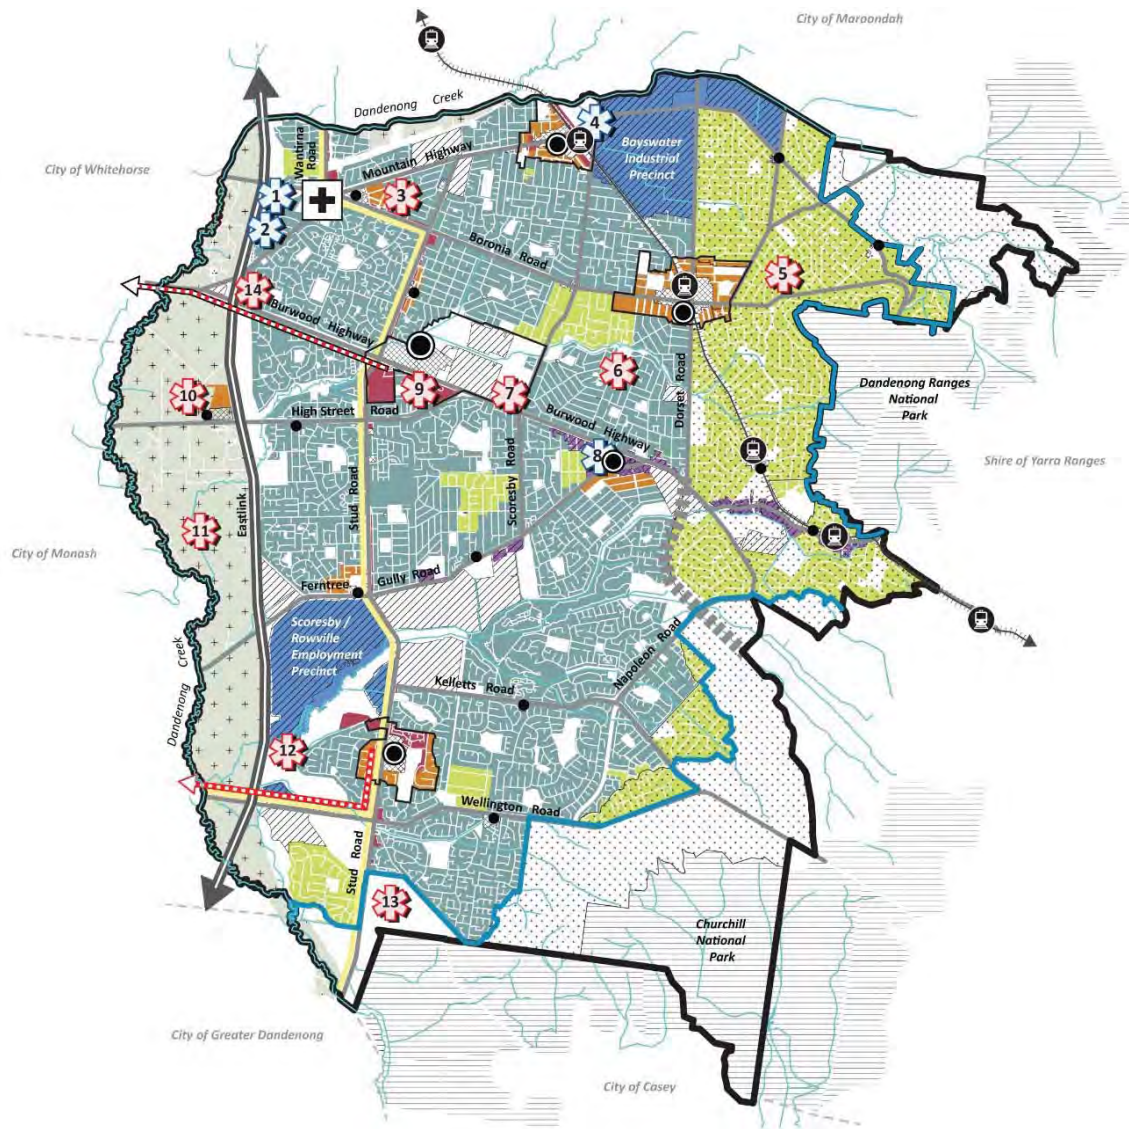 City of Maroondah
Dandenong Creek
City of Whitehorse
Wantirna
Road
Mountain Highway
4
Bayswater
Industrial
Precinct
1
3
2
Boronia Road
5
14
Burwood Highway
6
Dorset Road
Dandenong Ranges
National
Park
10
9
7
High Street Road
Burwood Highway
8
Shire of Yarra Ranges
Stud Road
Scoresby Road
Eastlink
11
City of Monash
Ferntree Gully Road
Scoresby /
Rowville
Employment
Precinct
Dandenong Creek
Kelletts Road
Napoleon Road
12
Wellington Road
Stud Road
13
Churchill
National
Park
City of Greater Dandenong
City of Casey